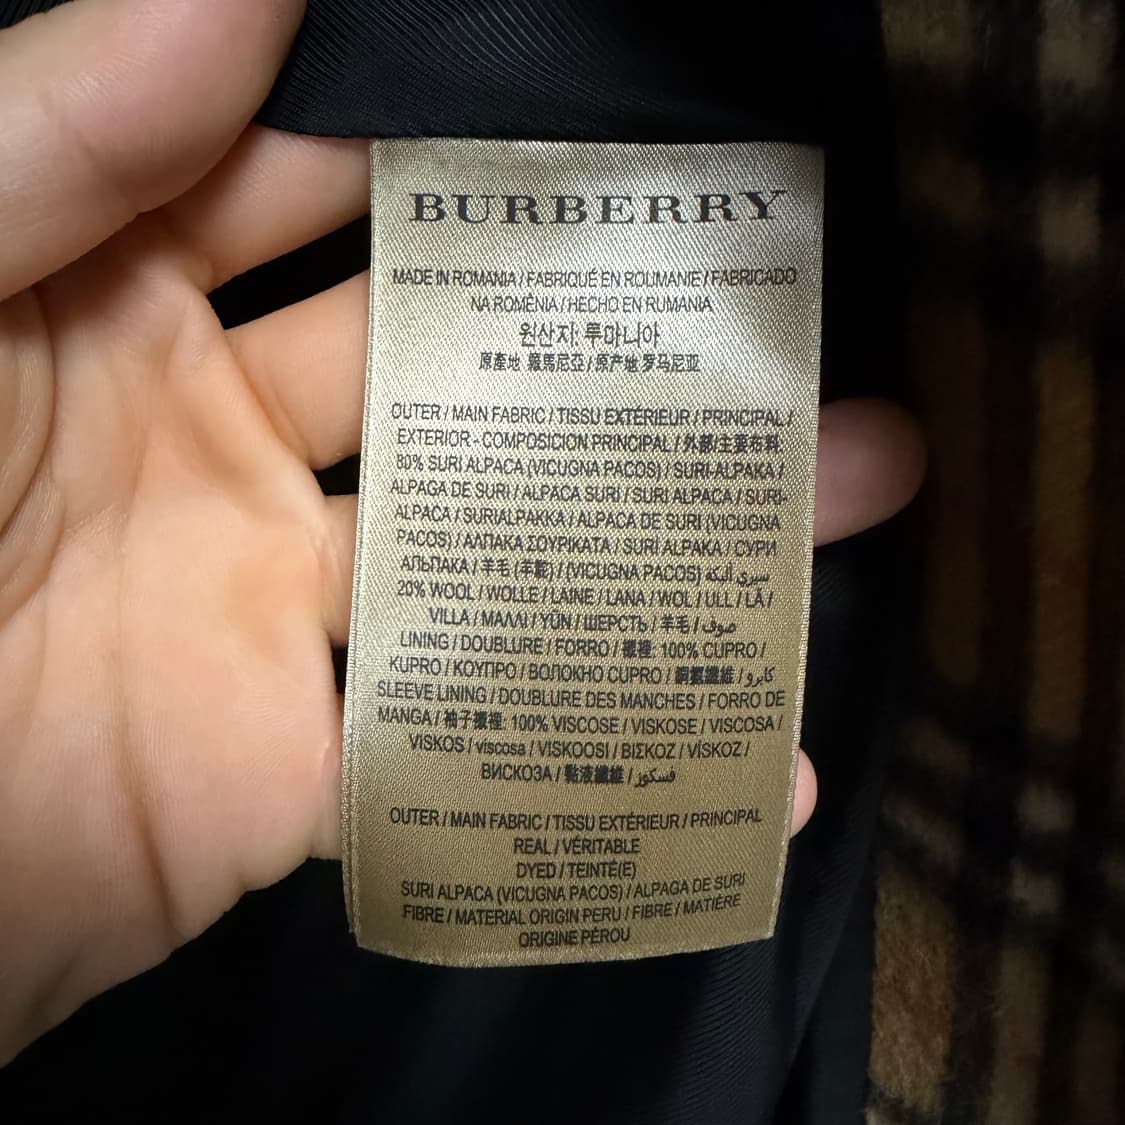 BURBERRY
MADE IN ROMANIA / FABRIQUÉ EN ROUMANIE / FABRICADO
NA ROMÊNIA / HECHO EN RUMANIA
원산지: 루마니아
原產地 羅馬尼亞 / 原产地 罗马尼亚
OUTER / MAIN FABRIC / TISSU EXTÉRIEUR / PRINCIPAL /
EXTERIOR - COMPOSICION PRINCIPAL / 外部/主要布料:
80% SURI ALPACA (VICUGNA PACOS) / SURI-ALPAKA /
ALPAGA DE SURI / ALPACA SURI / SURI ALPACA / SURI-
ALPACA / SURIALPAKKA / ALPACA DE SURI (VICUGNA
PACOS) / ΑΛΠΑΚΑ ΣΟΥΡΙΚΑΤΑ / SURI ALPAKA / СУРИ
АЛЬПАКА / 羊毛 (羊駝) / (VICUGNA PACOS) سيري ألبكه
20% WOOL / WOLLE / LAINE / LANA / WOL / ULL / LÃ /
VILLA / ΜΑΛΛΙ / YÜN / ШЕРСТЬ / 羊毛 / صوف
LINING / DOUBLURE / FORRO / 襯裡: 100% CUPRO /
KUPRO / ΚΟΥΠΡΟ / ВОЛОКНО CUPRO / 銅氨纖維 / كابرو
SLEEVE LINING / DOUBLURE DES MANCHES / FORRO DE
MANGA / 袖子襯裡: 100% VISCOSE / VISKOSE / VISCOSA /
VISKOS / viscosa / VISKOOSI / ΒΙΣΚΟΖ / VİSKOZ /
ВИСКОЗА / 黏液纖維 / فسكوز
OUTER / MAIN FABRIC / TISSU EXTÉRIEUR / PRINCIPAL
REAL / VÉRITABLE
DYED / TEINTÉ(E)
SURI ALPACA (VICUGNA PACOS) / ALPAGA DE SURI
FIBRE / MATERIAL ORIGIN PERU / FIBRE / MATIÈRE
ORIGINE PÉROU